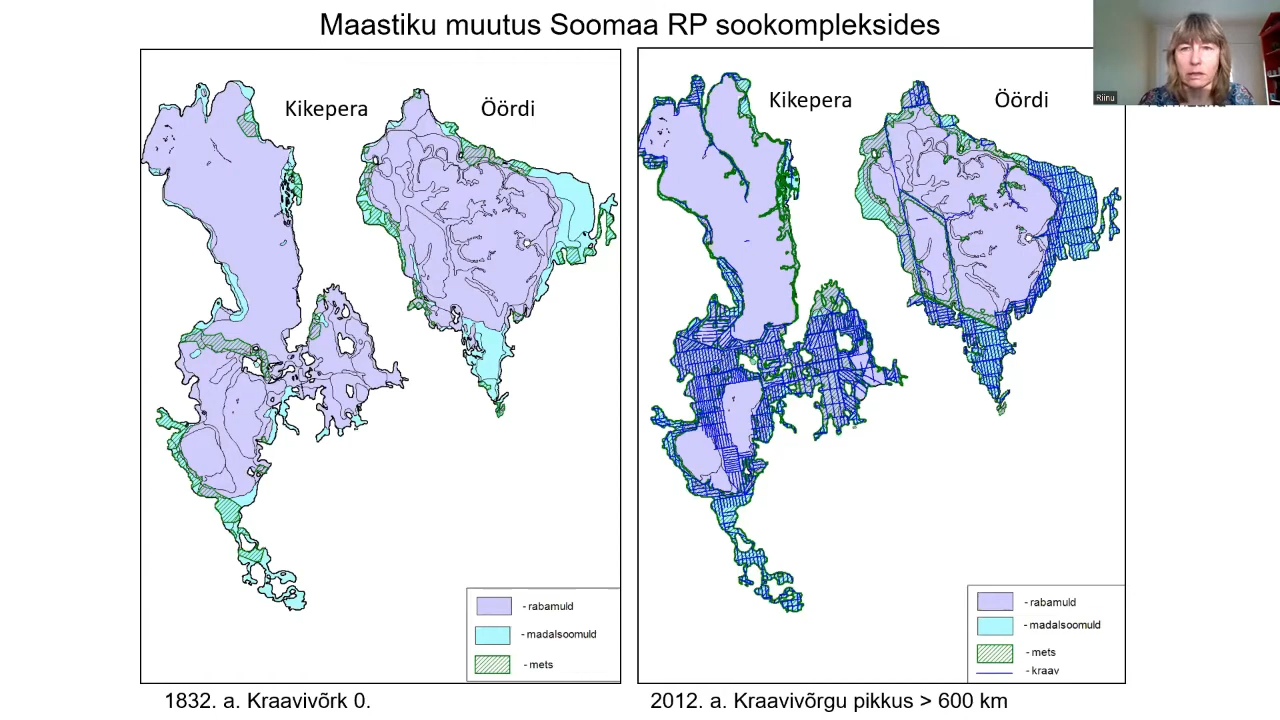 Maastiku muutus Soomaa RP sookompleksides
Kikepera
Öördi
- rabamuld
- madalsoomuld
- mets
1832. a. Kraavivõrk 0.
Kikepera
Öördi
- rabamuld
- madalsoomuld
- mets
- kraav
2012. a. Kraavivõrgu pikkus > 600 km
Riinu